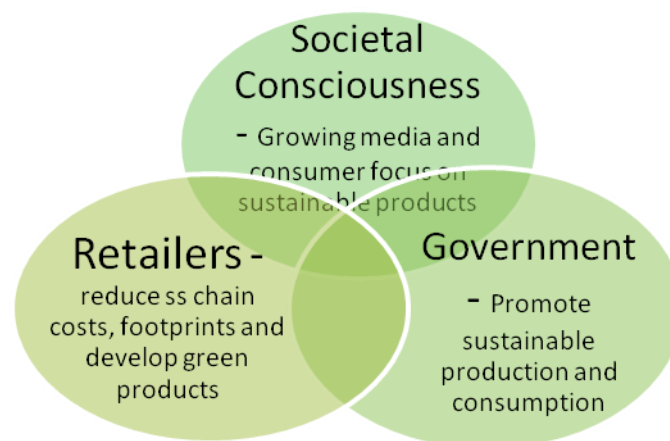 Societal
Consciousness
- Growing media and
consumer focus on
sustainable products
Retailers -
reduce ss chain
costs, footprints and
develop green
products
Government
- Promote
sustainable
production and
consumption